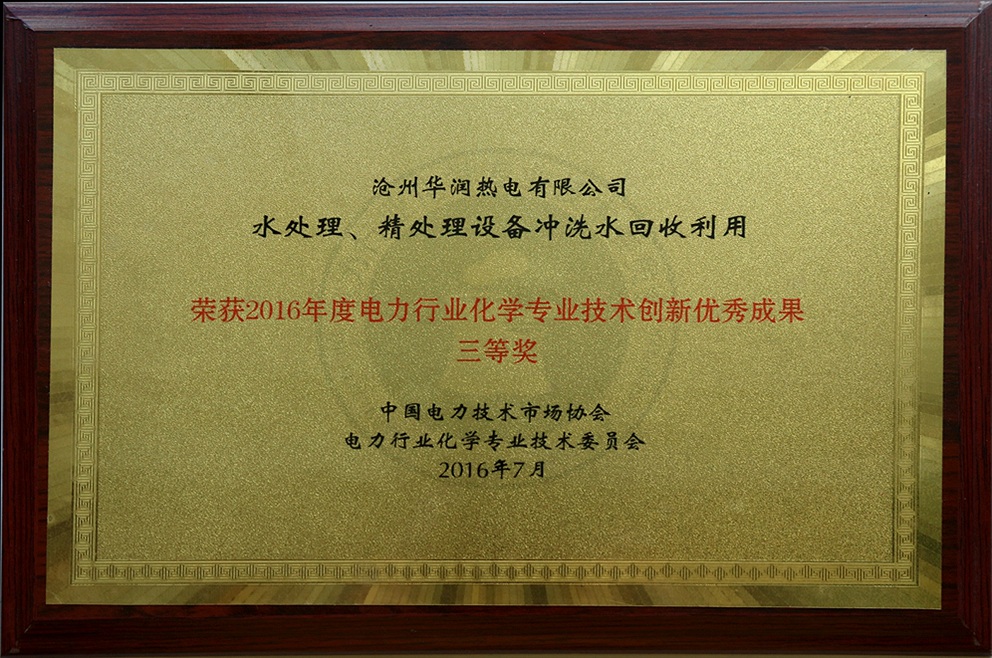 沧州华润热电有限公司
水处理、精处理设备冲洗水回收利用
荣获2016年度电力行业化学专业技术创新优秀成果
三等奖
中国电力技术市场协会
电力行业化学专业技术委员会
2016年7月